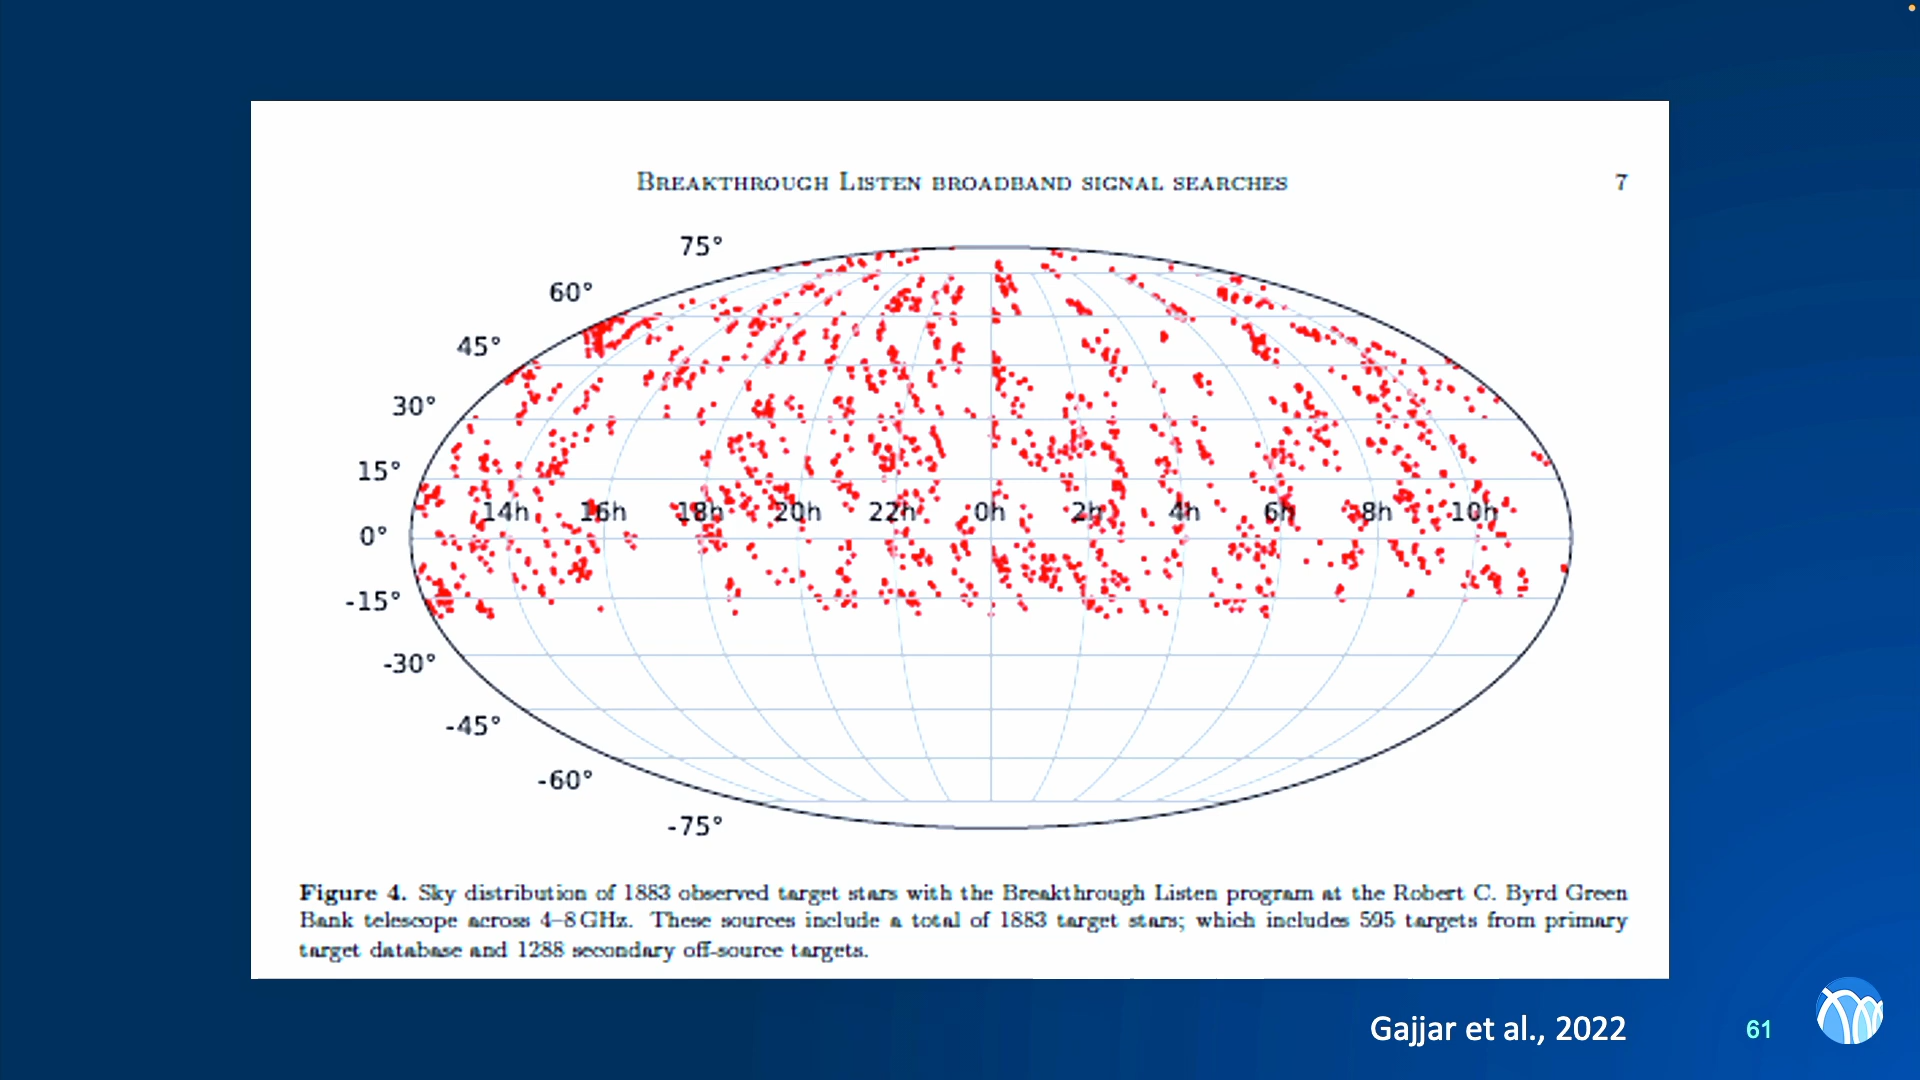 BREAKTHROUGH LISTEN BROADBAND SIGNAL SEARCHES 7
75°
60°
45°
30°
15°
14h 16h 18h 20h 22h 0h 2h 4h 6h 8h 10h
0°
-15°
-30°
-45°
-60°
-75°
Figure 4. Sky distribution of 1883 observed target stars with the Breakthrough Listen program at the Robert C. Byrd Green
Bank telescope across 4–8 GHz. These sources include a total of 1883 target stars; which includes 595 targets from primary
target database and 1288 secondary off-source targets.
Gajjar et al., 2022 61